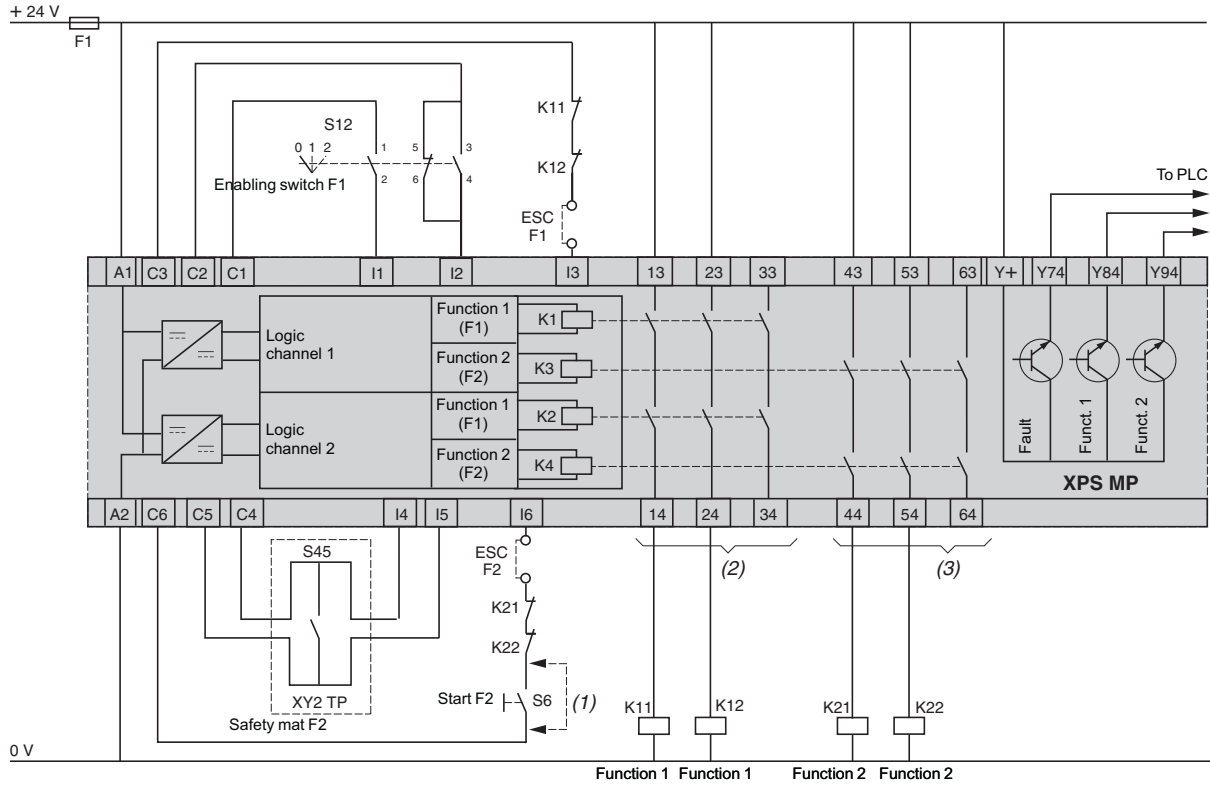 + 24 V
F1
S12
0 1 2
Enabling switch F1
1
2
5
6
3
4
K11
K12
ESC
F1
To PLC
A1 C3 C2 C1 I1 I2 I3 13 23 33 43 53 63 Y+ Y74 Y84 Y94
Logic
channel 1
Function 1
(F1)
K1
Function 2
(F2)
K3
Logic
channel 2
Function 1
(F1)
K2
Function 2
(F2)
K4
Fault
Funct. 1
Funct. 2
XPS MP
A2 C6 C5 C4 I4 I5 I6 14 24 34 44 54 64
S45
XY2 TP
Safety mat F2
ESC
F2
K21
K22
Start F2
S6
(1)
(2)
(3)
K11
K12
K21
K22
0 V
Function 1 Function 1 Function 2 Function 2